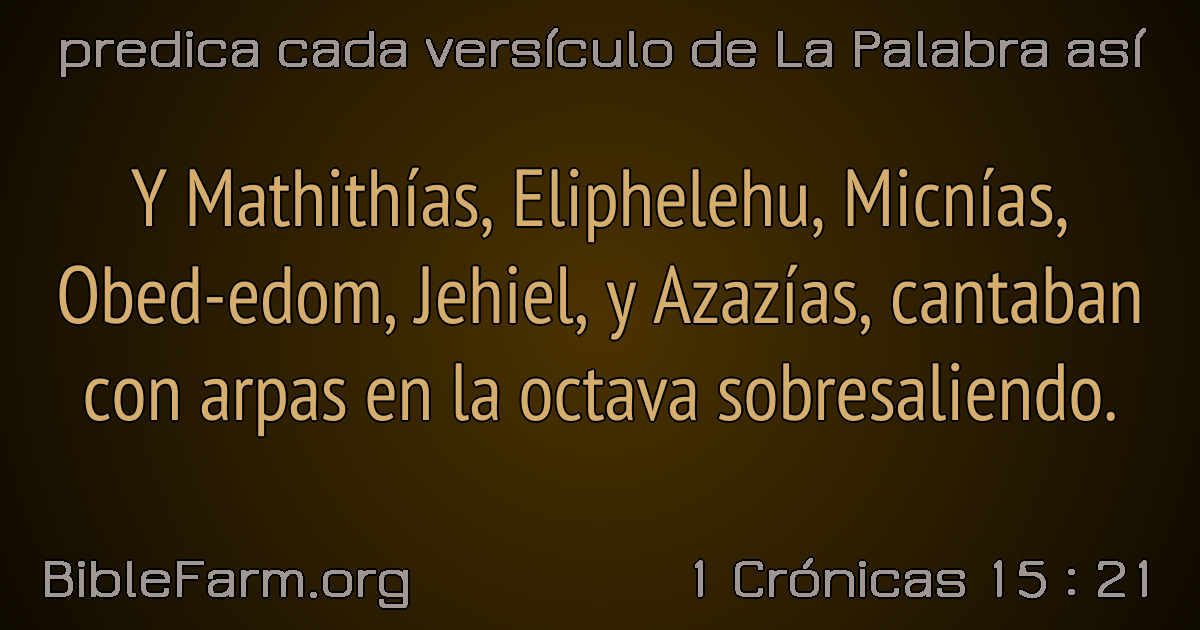 predica cada versículo de La Palabra así
Y Mathithías, Eliphelehu, Micnías,
Obed-edom, Jehiel, y Azazías, cantaban
con arpas en la octava sobresaliendo.
BibleFarm.org
1 Crónicas 15 : 21